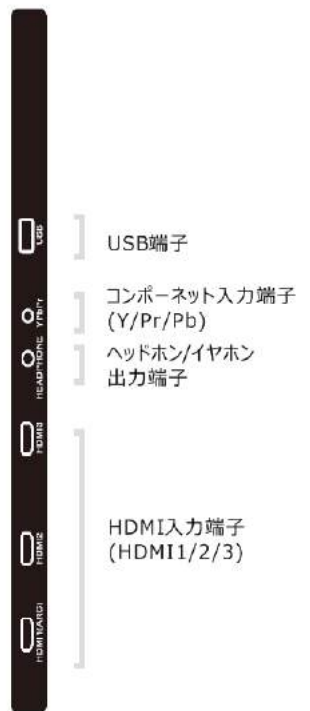 USB
USB端子
YPbPr
コンポーネット入力端子
(Y/Pr/Pb)
HEADPHONE
ヘッドホン/イヤホン
出力端子
HDMI3
HDMI2
HDMI入力端子
(HDMI1/2/3)
HDMI1(ARC)